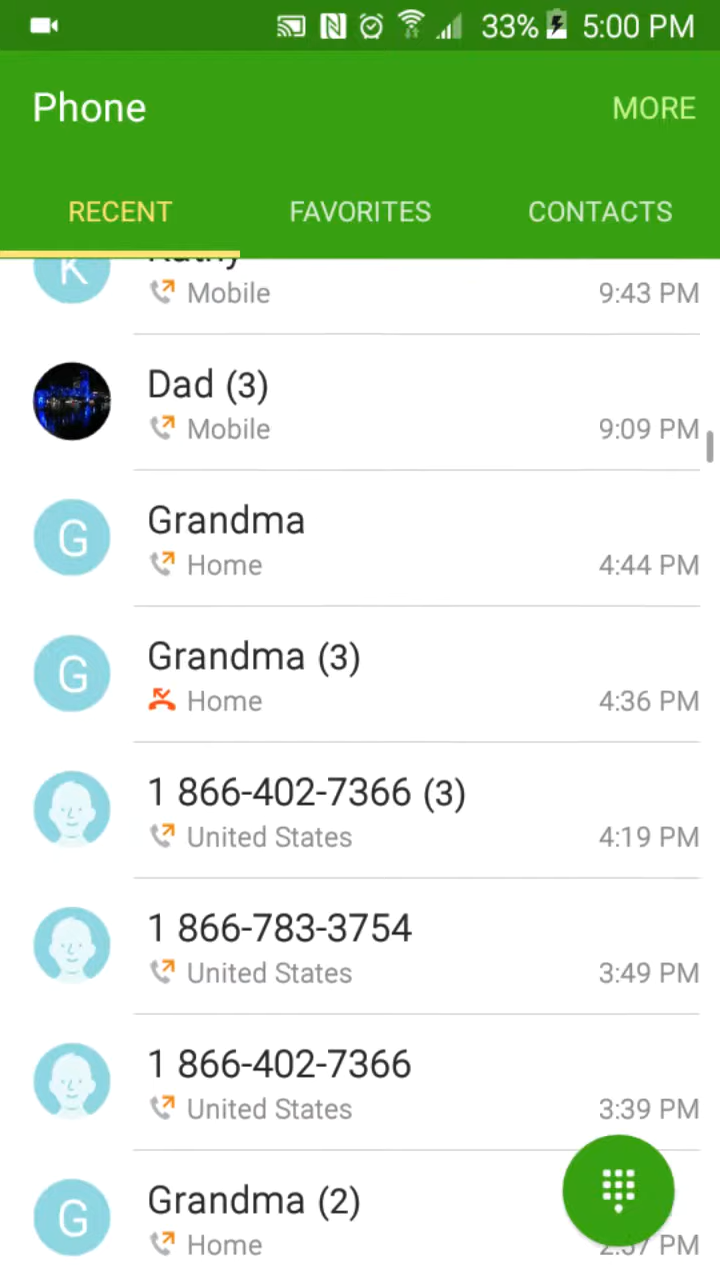 33% 5:00 PM
Phone MORE
RECENT FAVORITES CONTACTS
K Kathy
Mobile 9:43 PM
Dad (3)
Mobile 9:09 PM
G Grandma
Home 4:44 PM
G Grandma (3)
Home 4:36 PM
1 866-402-7366 (3)
United States 4:19 PM
1 866-783-3754
United States 3:49 PM
1 866-402-7366
United States 3:39 PM
G Grandma (2)
Home PM